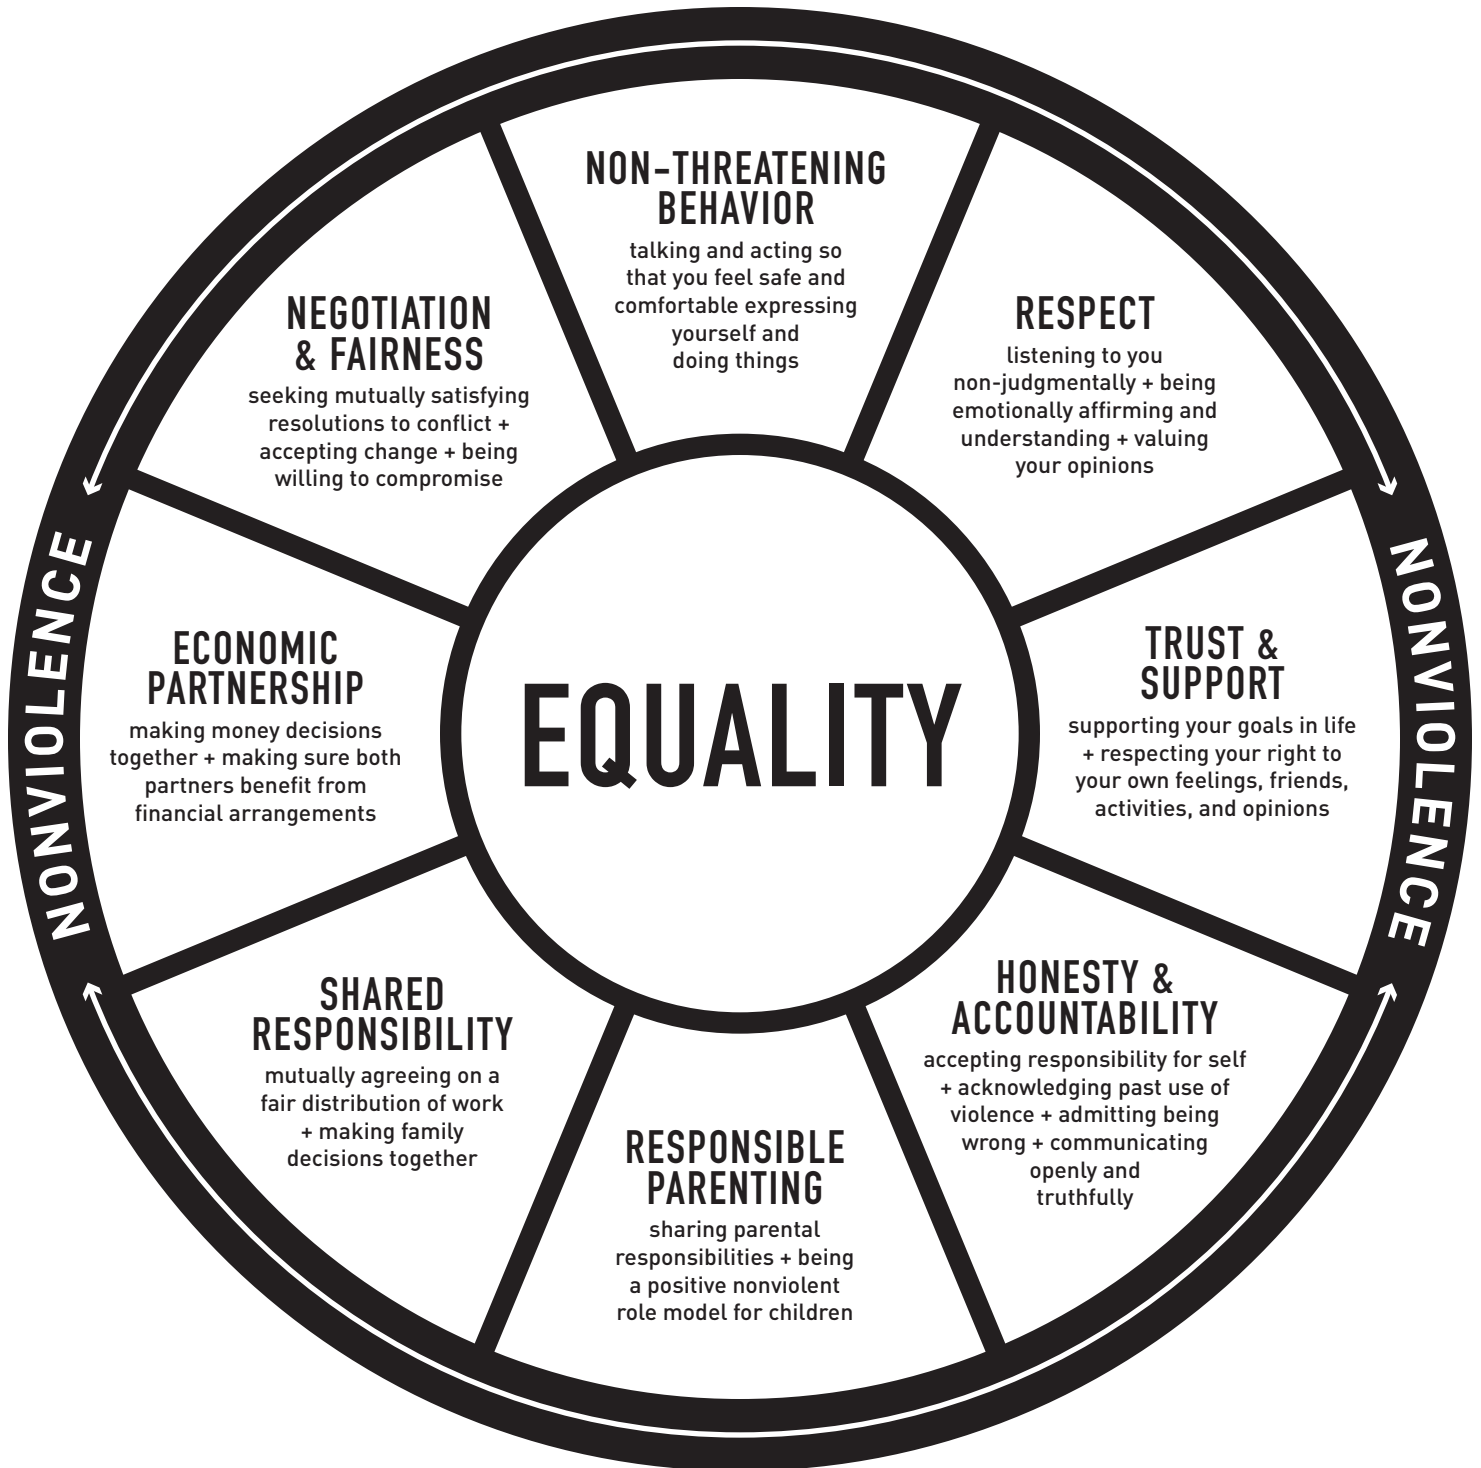 NON-THREATENING
BEHAVIOR
talking and acting so
that you feel safe and
comfortable expressing
yourself and
doing things
RESPECT
listening to you
non-judgmentally + being
emotionally affirming and
understanding + valuing
your opinions
TRUST &
SUPPORT
supporting your goals in life
+ respecting your right to
your own feelings, friends,
activities, and opinions
HONESTY &
ACCOUNTABILITY
accepting responsibility for self
+ acknowledging past use of
violence + admitting being
wrong + communicating
openly and
truthfully
RESPONSIBLE
PARENTING
sharing parental
responsibilities + being
a positive nonviolent
role model for children
SHARED
RESPONSIBILITY
mutually agreeing on a
fair distribution of work
+ making family
decisions together
ECONOMIC
PARTNERSHIP
making money decisions
together + making sure both
partners benefit from
financial arrangements
NEGOTIATION
& FAIRNESS
seeking mutually satisfying
resolutions to conflict +
accepting change + being
willing to compromise
EQUALITY
NONVIOLENCE
NONVIOLENCE